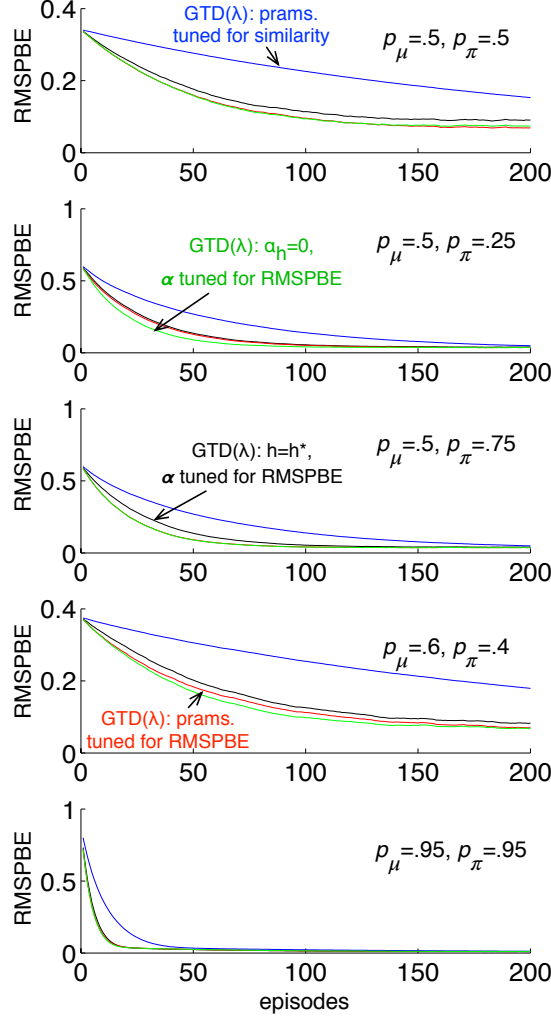 GTD(λ): prams.
tuned for similarity
p_μ=.5, p_π=.5
RMSPBE
0.4
0.2
0
0 50 100 150 200
p_μ=.5, p_π=.25
GTD(λ): α_h=0,
α tuned for RMSPBE
RMSPBE
1
0.5
0
0 50 100 150 200
p_μ=.5, p_π=.75
GTD(λ): h=h*,
α tuned for RMSPBE
RMSPBE
1
0.5
0
0 50 100 150 200
p_μ=.6, p_π=.4
GTD(λ): prams.
tuned for RMSPBE
RMSPBE
0.4
0.2
0
0 50 100 150 200
p_μ=.95, p_π=.95
RMSPBE
1
0.5
0
0 50 100 150 200
episodes